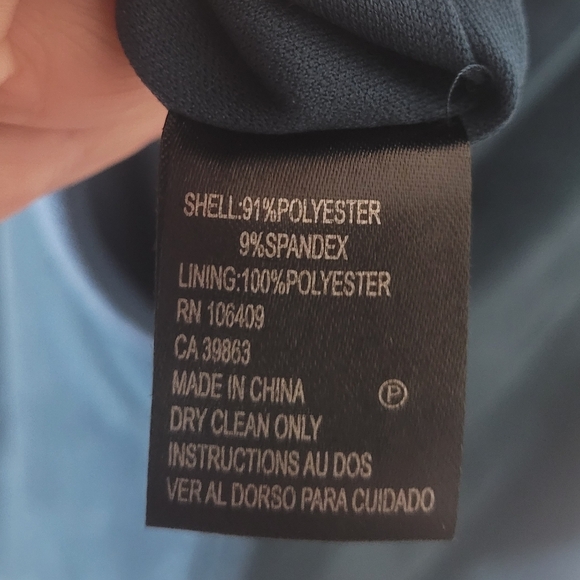 SHELL:91%POLYESTER
9%SPANDEX
LINING:100%POLYESTER
RN 106409
CA 39863
MADE IN CHINA
P
DRY CLEAN ONLY
INSTRUCTIONS AU DOS
VER AL DORSO PARA CUIDADO